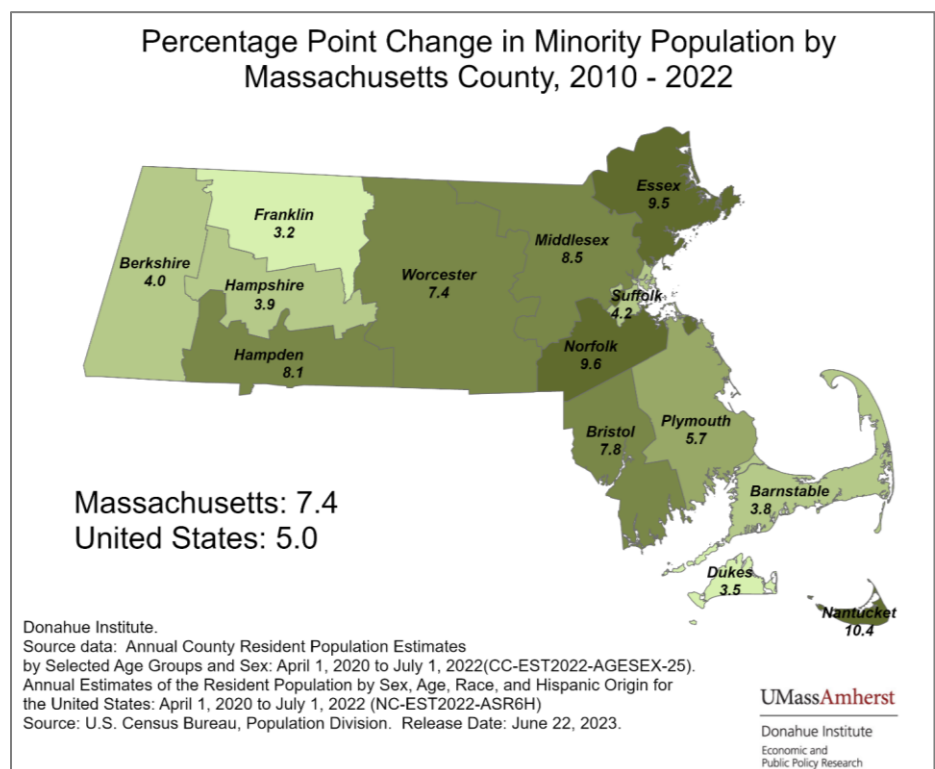 Percentage Point Change in Minority Population by
Massachusetts County, 2010 - 2022
Essex
9.5
Franklin
3.2
Middlesex
8.5
Berkshire
4.0
Worcester
7.4
Hampshire
3.9
Suffolk
4.2
Norfolk
9.6
Hampden
8.1
Plymouth
5.7
Bristol
7.8
Barnstable
3.8
Massachusetts: 7.4
United States: 5.0
Dukes
3.5
Nantucket
10.4
Donahue Institute.
Source data:  Annual County Resident Population Estimates
by Selected Age Groups and Sex: April 1, 2020 to July 1, 2022(CC-EST2022-AGESEX-25).
Annual Estimates of the Resident Population by Sex, Age, Race, and Hispanic Origin for
the United States: April 1, 2020 to July 1, 2022 (NC-EST2022-ASR6H)
Source: U.S. Census Bureau, Population Division.  Release Date: June 22, 2023.
UMassAmherst
Donahue Institute
Economic and
Public Policy Research